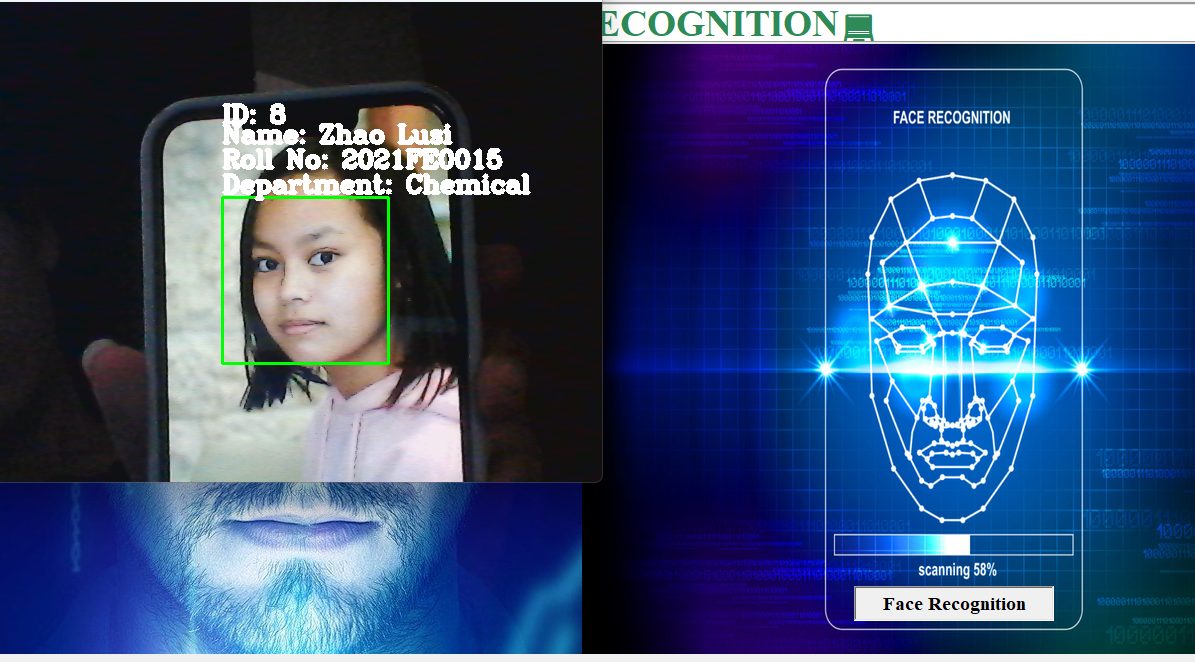 ECOGNITION
ID: 8
Name: Zhao Lusi
Roll No: 2021FE0015
Department: Chemical
FACE RECOGNITION
scanning 58%
Face Recognition